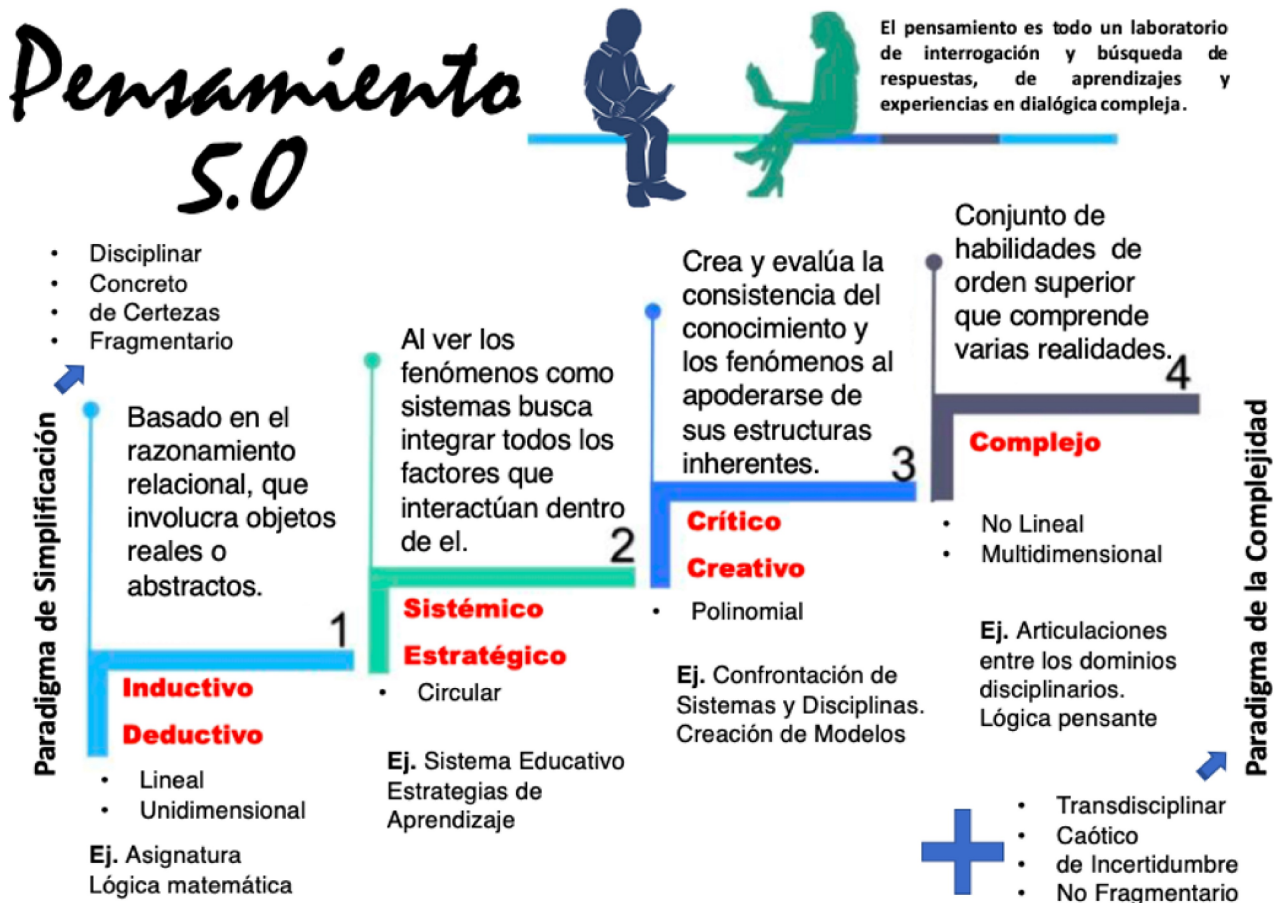 Pensamiento
5.0
El pensamiento es todo un laboratorio
de interrogación y búsqueda de
respuestas, de aprendizajes y
experiencias en dialógica compleja.
• Disciplinar
• Concreto
• de Certezas
• Fragmentario
Paradigma de Simplificación
Basado en el
razonamiento
relacional, que
involucra objetos
reales o
abstractos.
1
Inductivo
Deductivo
• Lineal
• Unidimensional
Ej. Asignatura
Lógica matemática
Al ver los
fenómenos como
sistemas busca
integrar todos los
factores que
interactúan dentro
de el.
2
Sistémico
Estratégico
• Circular
Ej. Sistema Educativo
Estrategias de
Aprendizaje
Crea y evalúa la
consistencia del
conocimiento y
los fenómenos al
apoderarse de
sus estructuras
inherentes.
3
Crítico
Creativo
• Polinomial
Ej. Confrontación de
Sistemas y Disciplinas.
Creación de Modelos
Conjunto de
habilidades de
orden superior
que comprende
varias realidades.
4
Complejo
• No Lineal
• Multidimensional
Ej. Articulaciones
entre los dominios
disciplinarios.
Lógica pensante
Paradigma de la Complejidad
• Transdisciplinar
• Caótico
• de Incertidumbre
• No Fragmentario